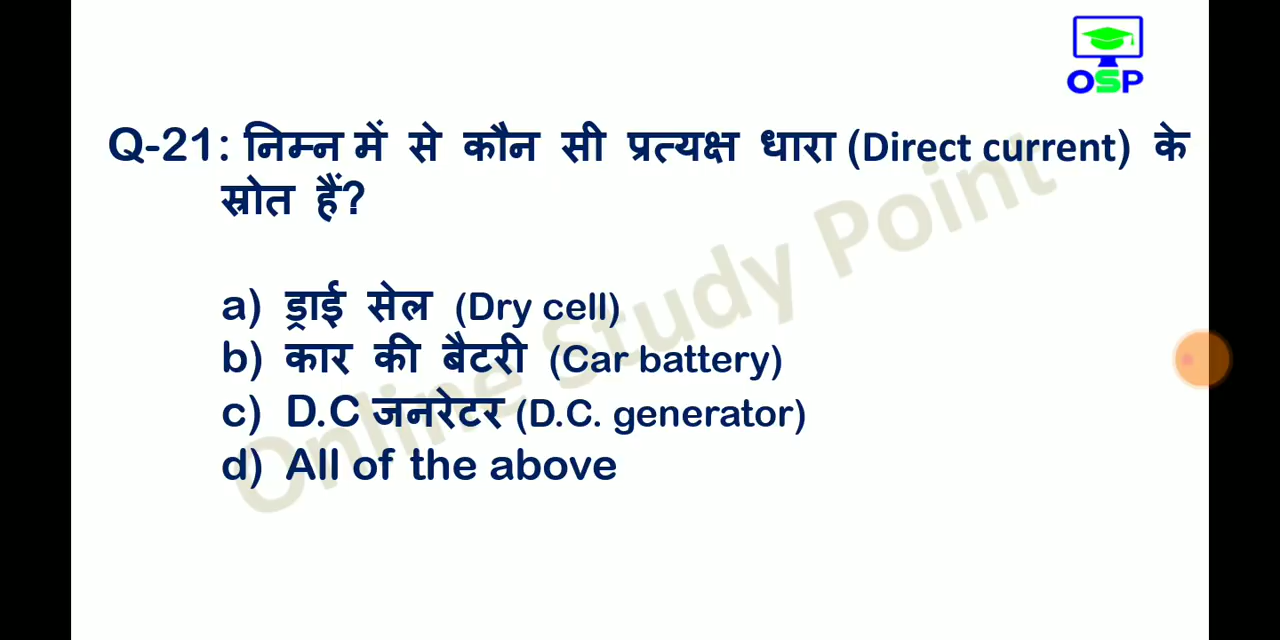 OSP
Q-21: निम्न में से कौन सी प्रत्यक्ष धारा (Direct current) के
स्रोत हैं?
a) ड्राई सेल (Dry cell)
b) कार की बैटरी (Car battery)
c) D.C जनरेटर (D.C. generator)
d) All of the above
Online Study Point